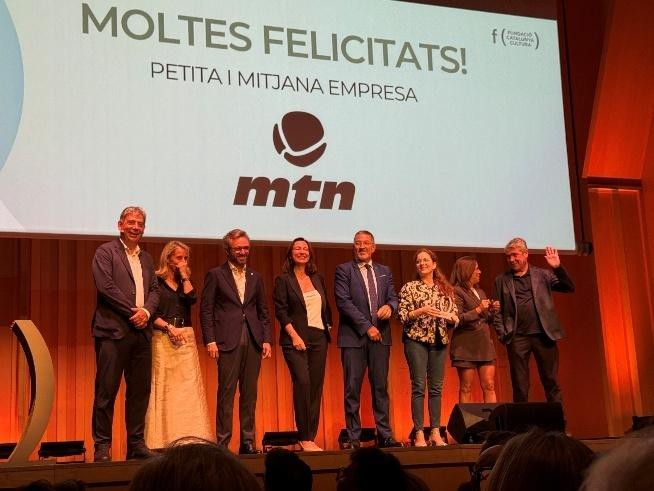 MOLTES FELICITATS!
f (FUNDACIÓ
CATALUNYA
CULTURA)
PETITA I MITJANA EMPRESA
mtn